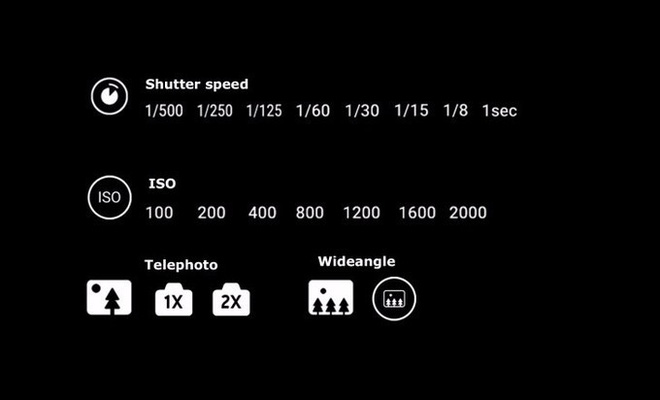 Shutter speed
1/500 1/250 1/125 1/60 1/30 1/15 1/8 1sec
ISO
ISO
100 200 400 800 1200 1600 2000
Telephoto
Wideangle
1X 2X